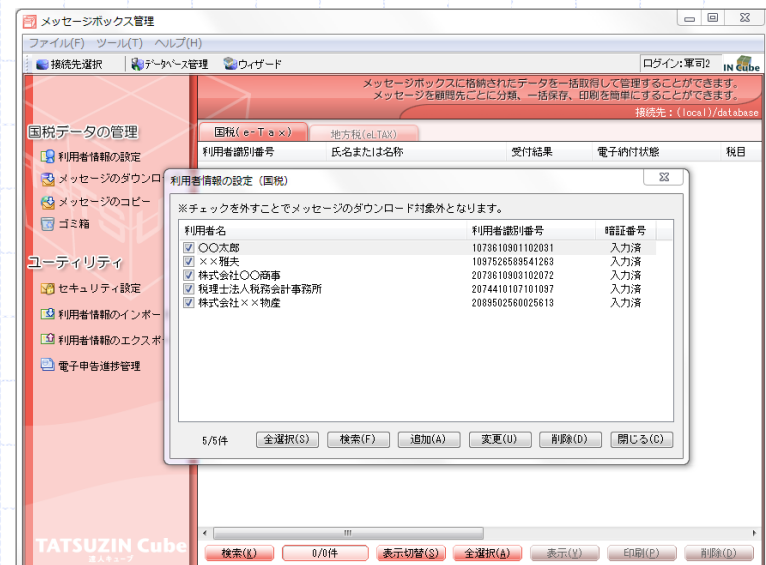 メッセージボックス管理
ファイル(F) ツール(T) ヘルプ(H)
接続先選択 データベース管理 ウィザード ログイン:軍司2 IN Cube
メッセージボックスに格納されたデータを一括取得して管理することができます。
メッセージを顧問先ごとに分類、一括保存、印刷を簡単にすることができます。
接続先:(local)/database
国税データの管理
利用者情報の設定
メッセージのダウンロ
メッセージのコピー
ゴミ箱
ユーティリティ
セキュリティ設定
利用者情報のインポー
利用者情報のエクスポ
電子申告進捗管理
国税(e-Tax) 地方税(eLTAX)
利用者識別番号 氏名または名称 受付結果 電子納付状態 税目
利用者情報の設定 (国税)
※チェックを外すことでメッセージのダウンロード対象外となります。
利用者名 利用者識別番号 暗証番号
〇〇太郎 1073610901102031 入力済
××雅夫 1097526589541263 入力済
株式会社〇〇商事 2073610903102072 入力済
税理士法人税務会計事務所 2074410107101097 入力済
株式会社××物産 2089502560025613 入力済
5/5件 全選択(S) 検索(F) 追加(A) 変更(U) 削除(D) 閉じる(C)
TATSUZIN Cube
達人キューブ
検索(K) 0/0件 表示切替(S) 全選択(A) 表示(Y) 印刷(P) 削除(D)